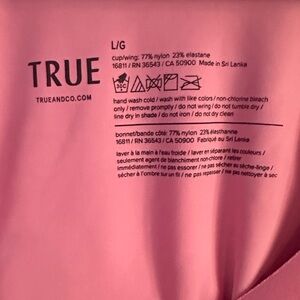 L/G
TRUE
TRUEANDCO.COM
cup/wing: 77% nylon 23% elastane
16811 / RN 36543 / CA 50900 Made in Sri Lanka
hand wash cold / wash with like colors / non-chlorine bleach
only / remove promptly / do not wring / do not tumble dry /
line dry in shade / do not iron / do not dry clean
bonnet/bande côté: 77% nylon 23% élasthanne
16811 / RN 36543 / CA 50900 Fabriqué au Sri Lanka
laver à la main à l'eau froide / laver et séparant les couleurs /
seulement agent de blanchiment non-chlore / retirer
immédiatement / ne pas essorer / ne pas sécher au sèche-linge /
sécher à l'ombre sur un fil / ne pas repasser / ne pas nettoyer à sec